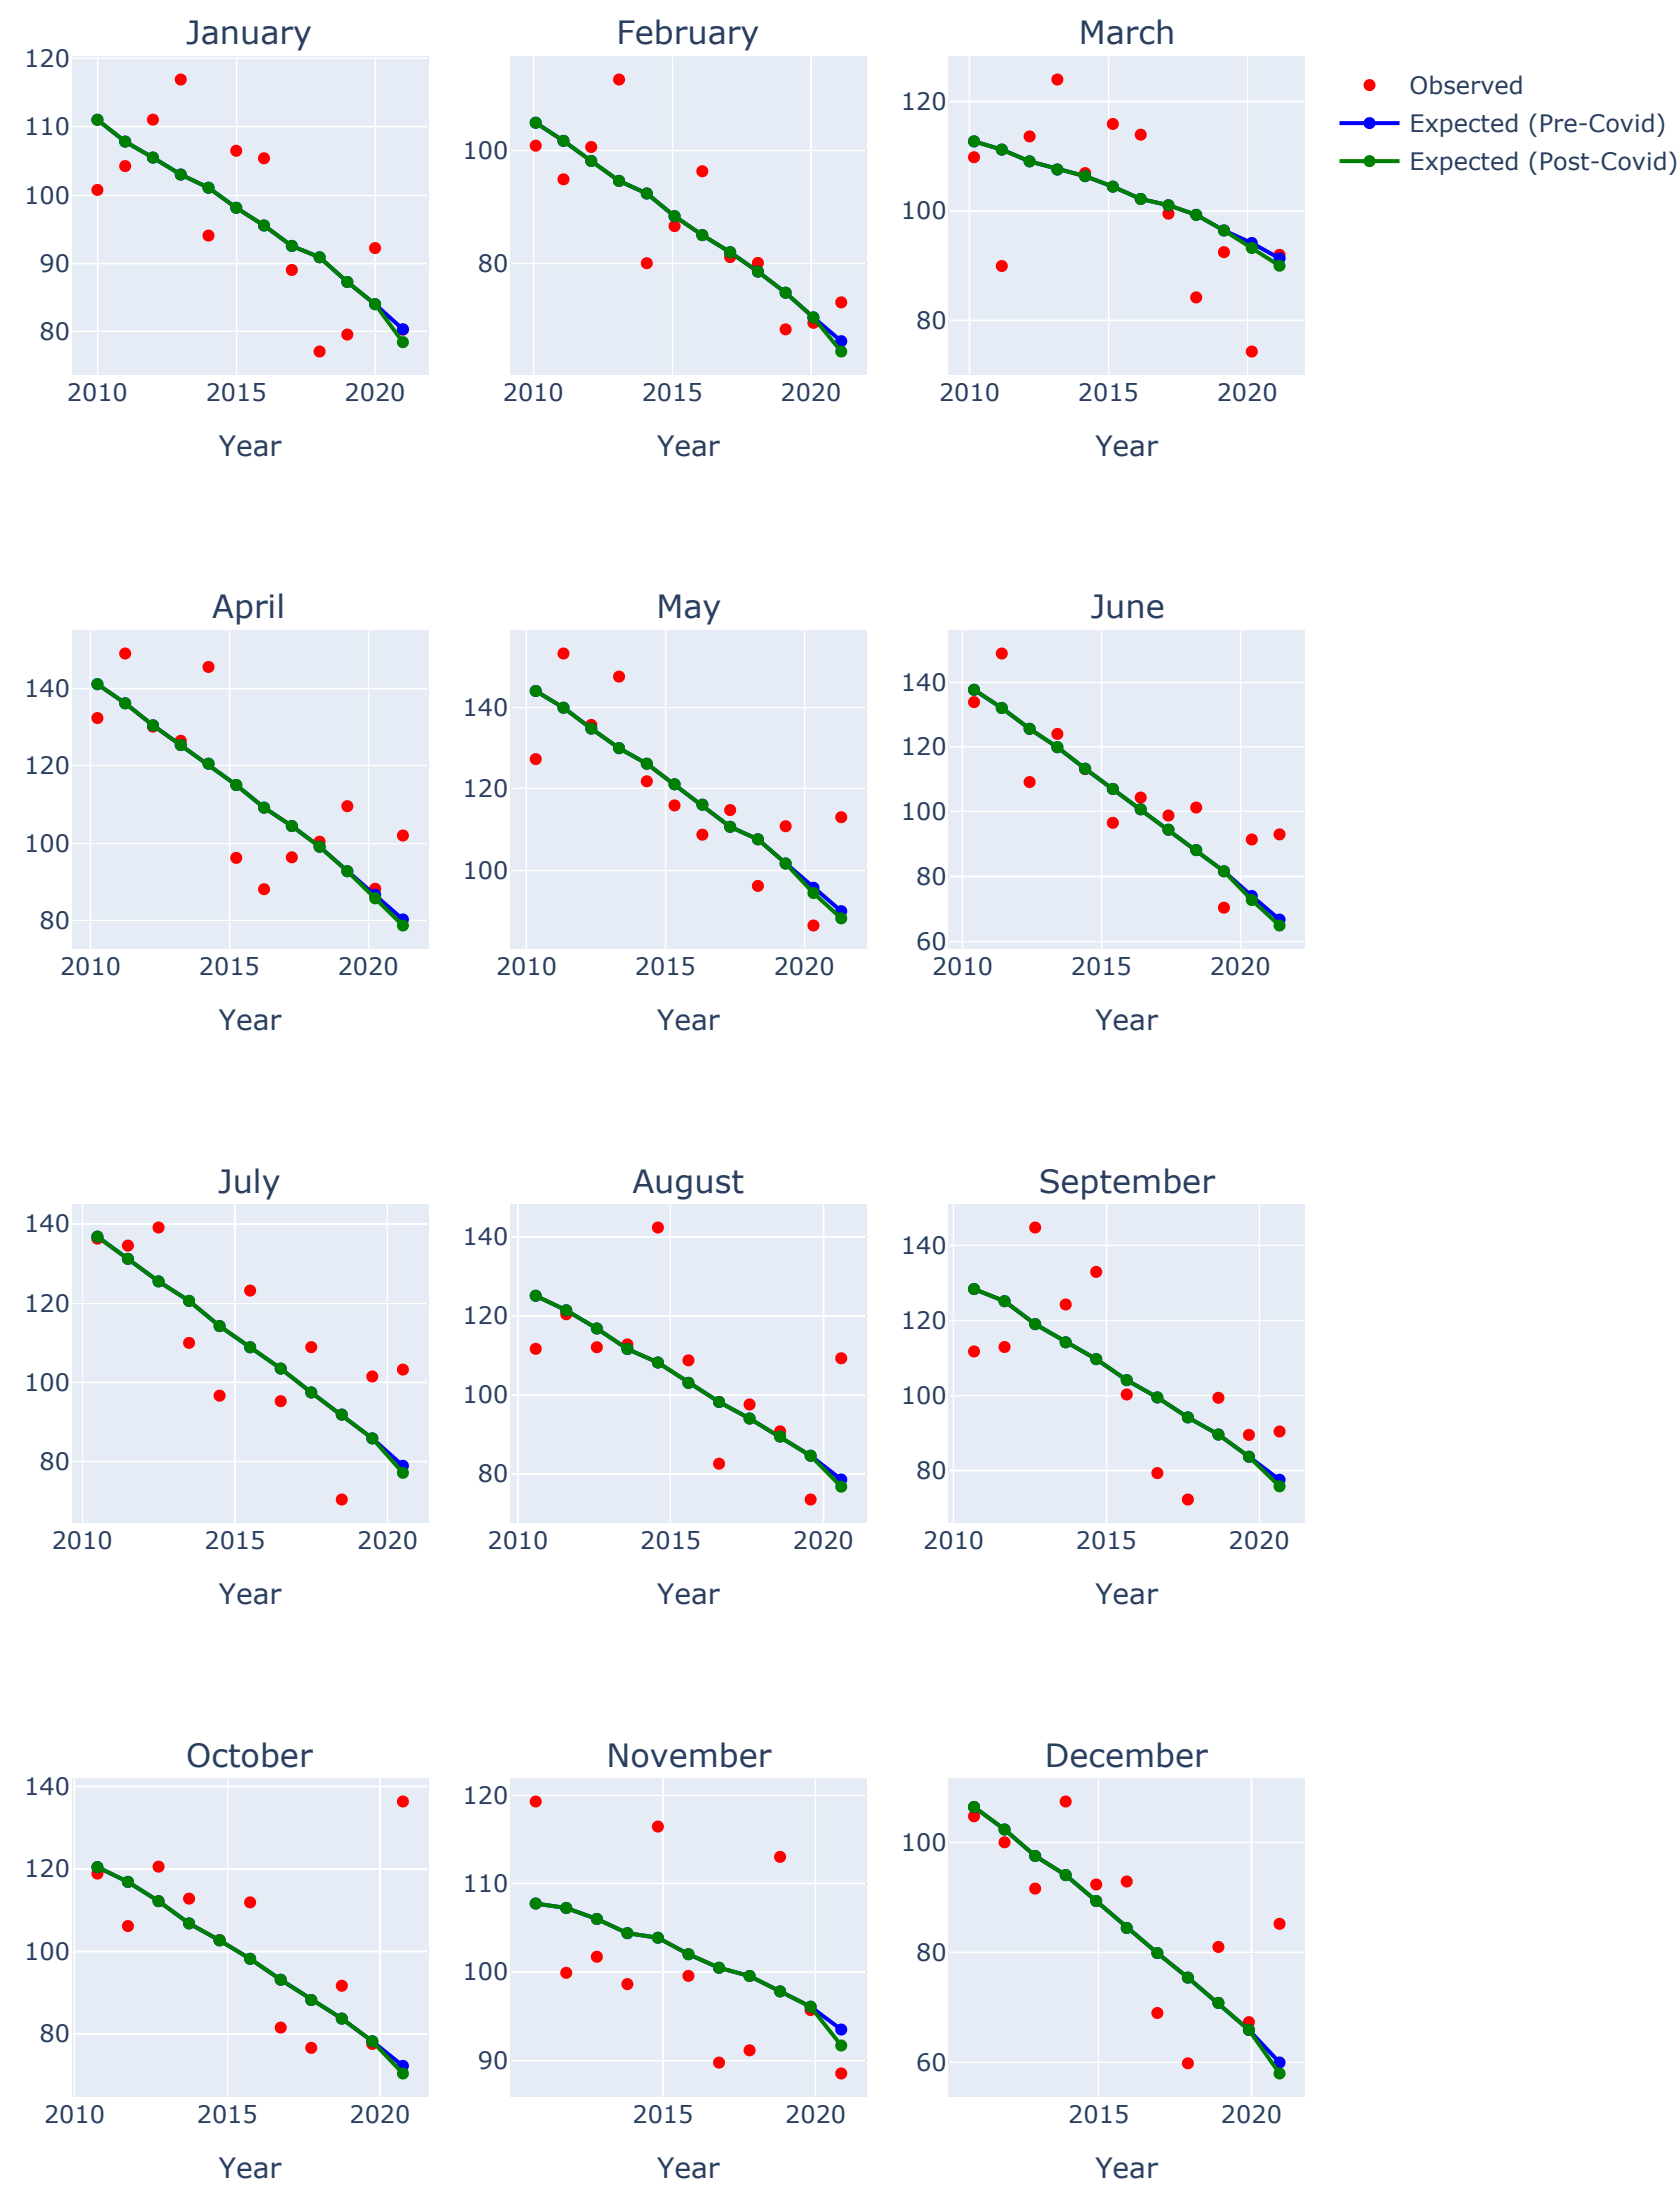 January February March
120
110
100
90
80
2010 2015 2020
Year
100
80
2010 2015 2020
Year
120
100
80
2010 2015 2020
Year
Observed
Expected (Pre-Covid)
Expected (Post-Covid)
April May June
140
120
100
80
2010 2015 2020
Year
140
120
100
2010 2015 2020
Year
140
120
100
80
60
2010 2015 2020
Year
July August September
140
120
100
80
2010 2015 2020
Year
140
120
100
80
2010 2015 2020
Year
140
120
100
80
2010 2015 2020
Year
October November December
140
120
100
80
2010 2015 2020
Year
120
110
100
90
2015 2020
Year
100
80
60
2015 2020
Year